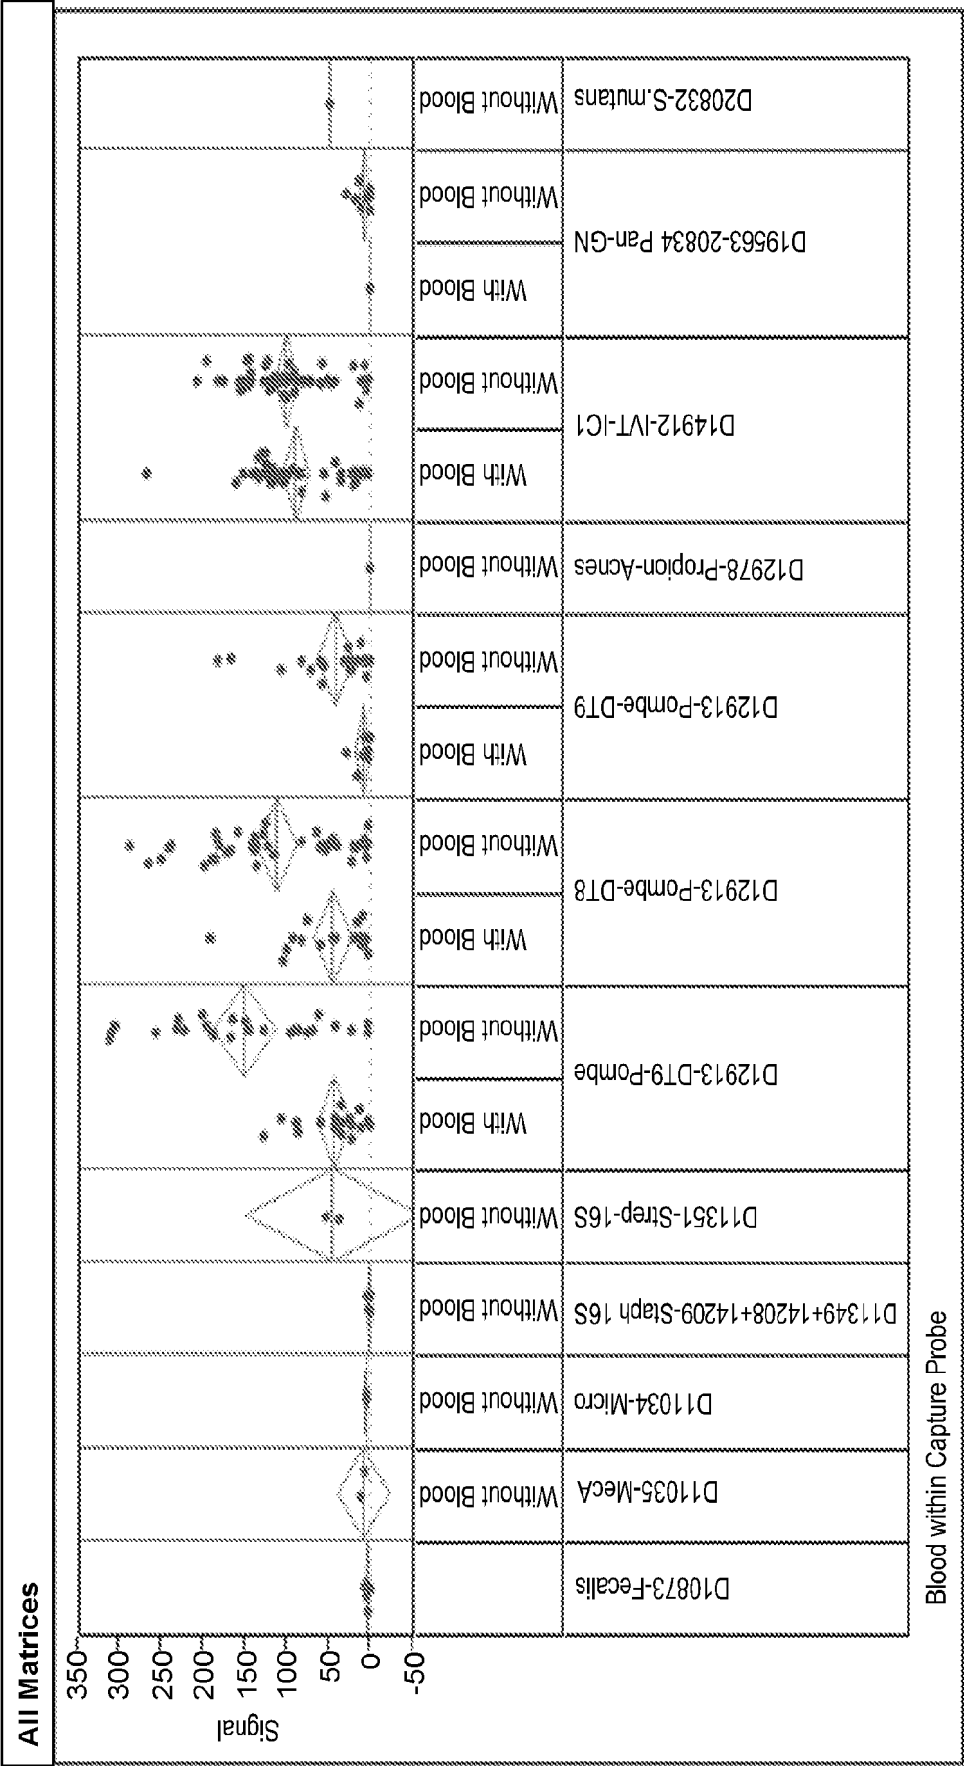 All Matrices
Signal
350
300
250
200
150
100
50
0
-50
Without Blood
With Blood
Without Blood
With Blood
Without Blood
Without Blood
With Blood
Without Blood
With Blood
Without Blood
With Blood
Without Blood
Without Blood
Without Blood
Without Blood
Without Blood
D10873-Fecalis
D11035-MecA
D11034-Micro
D11349+14208+14209-Staph 16S
D11351-Strep-16S
D12913-DT9-Pombe
D12913-Pombe-DT8
D12913-Pombe-DT9
D12978-Propion-Acnes
D14912-IVT-IC1
D19563-20834 Pan-GN
D20832-S.mutans
Blood within Capture Probe